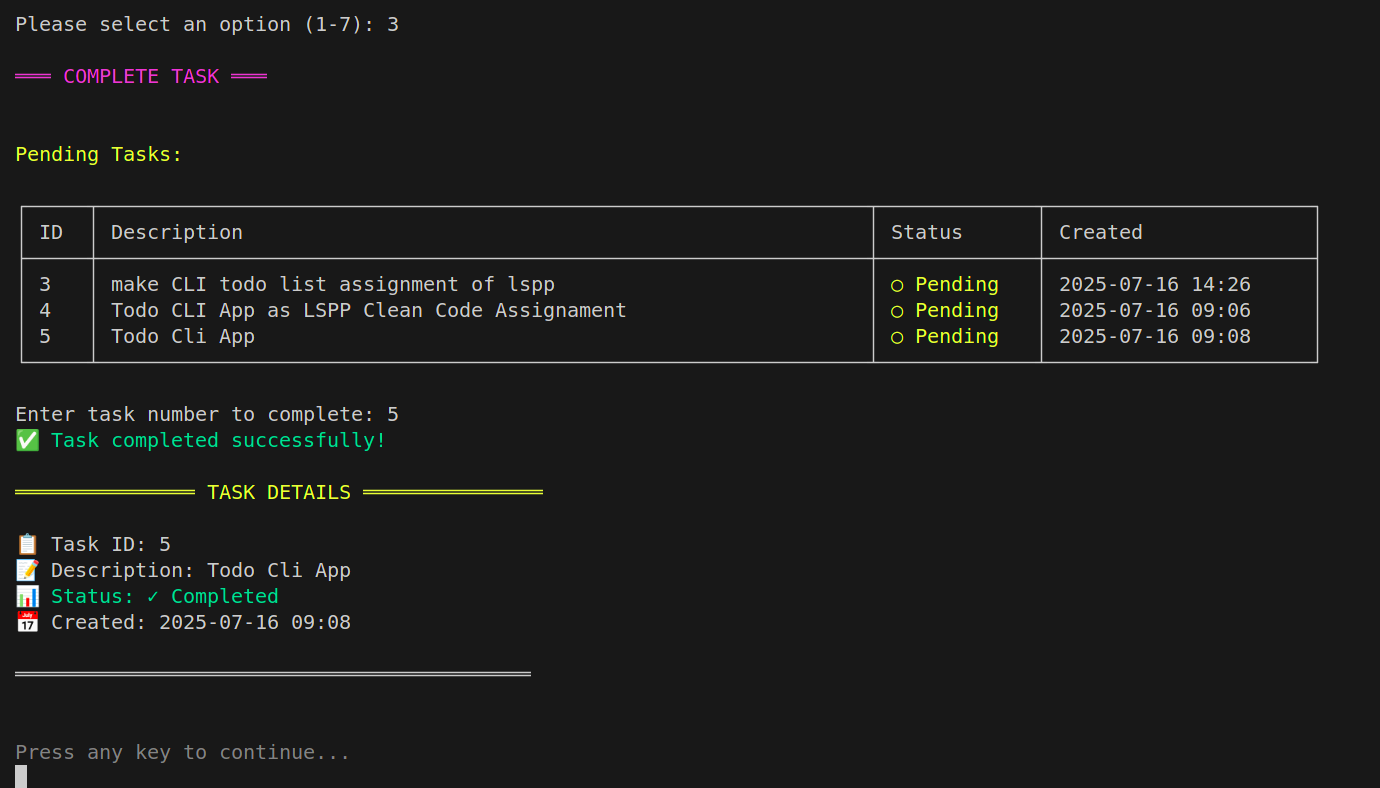 Please select an option (1-7): 3
═══ COMPLETE TASK ═══
Pending Tasks:
ID Description Status Created
3 make CLI todo list assignment of lspp ○ Pending 2025-07-16 14:26
4 Todo CLI App as LSPP Clean Code Assignament ○ Pending 2025-07-16 09:06
5 Todo Cli App ○ Pending 2025-07-16 09:08
Enter task number to complete: 5
✅ Task completed successfully!
═══════════════ TASK DETAILS ═══════════════
📋 Task ID: 5
📝 Description: Todo Cli App
📊 Status: ✓ Completed
📅 Created: 2025-07-16 09:08
═══════════════════════════════════════════
Press any key to continue...